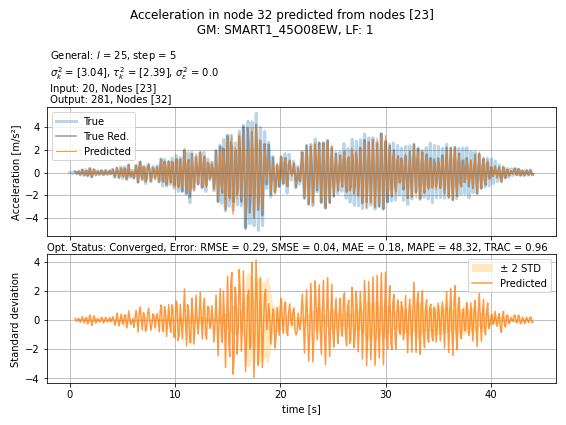 Acceleration in node 32 predicted from nodes [23]
GM: SMART1_45O08EW, LF: 1
General: l = 25, step = 5
σ²ₖ = [3.04], τ²ₖ = [2.39], σ²_ε = 0.0
Input: 20, Nodes [23]
Output: 281, Nodes [32]
True
True Red.
Predicted
Acceleration [m/s²]
4
2
0
−2
−4
Opt. Status: Converged, Error: RMSE = 0.29, SMSE = 0.04, MAE = 0.18, MAPE = 48.32, TRAC = 0.96
± 2 STD
Predicted
Standard deviation
4
2
0
−2
−4
0 10 20 30 40
time [s]